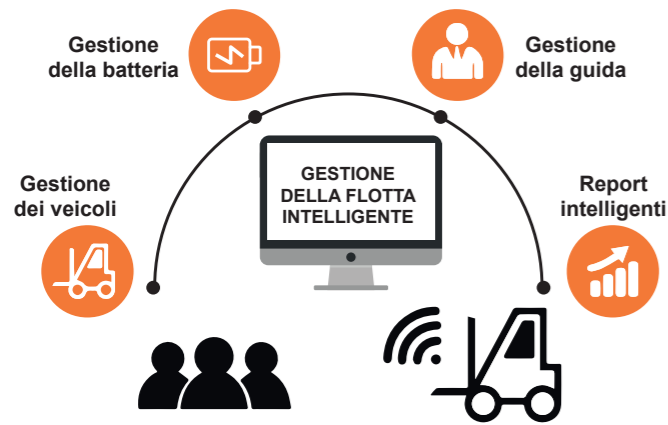 Gestione
della batteria
Gestione
della guida
Gestione
dei veicoli
GESTIONE
DELLA FLOTTA
INTELLIGENTE
Report
intelligenti